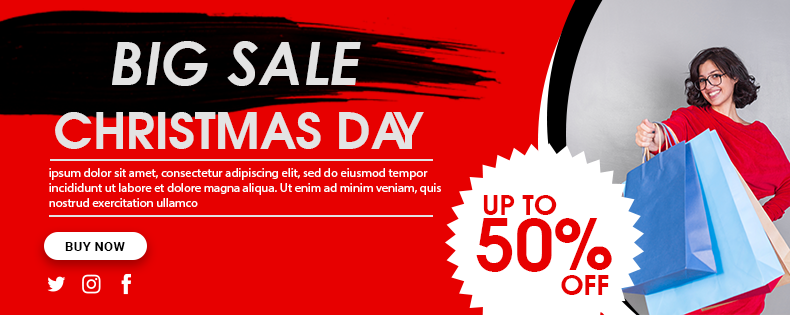 BIG SALE
CHRISTMAS DAY
ipsum dolor sit amet, consectetur adipiscing elit, sed do eiusmod tempor
incididunt ut labore et dolore magna aliqua. Ut enim ad minim veniam, quis
nostrud exercitation ullamco
BUY NOW
UP TO
50%
OFF